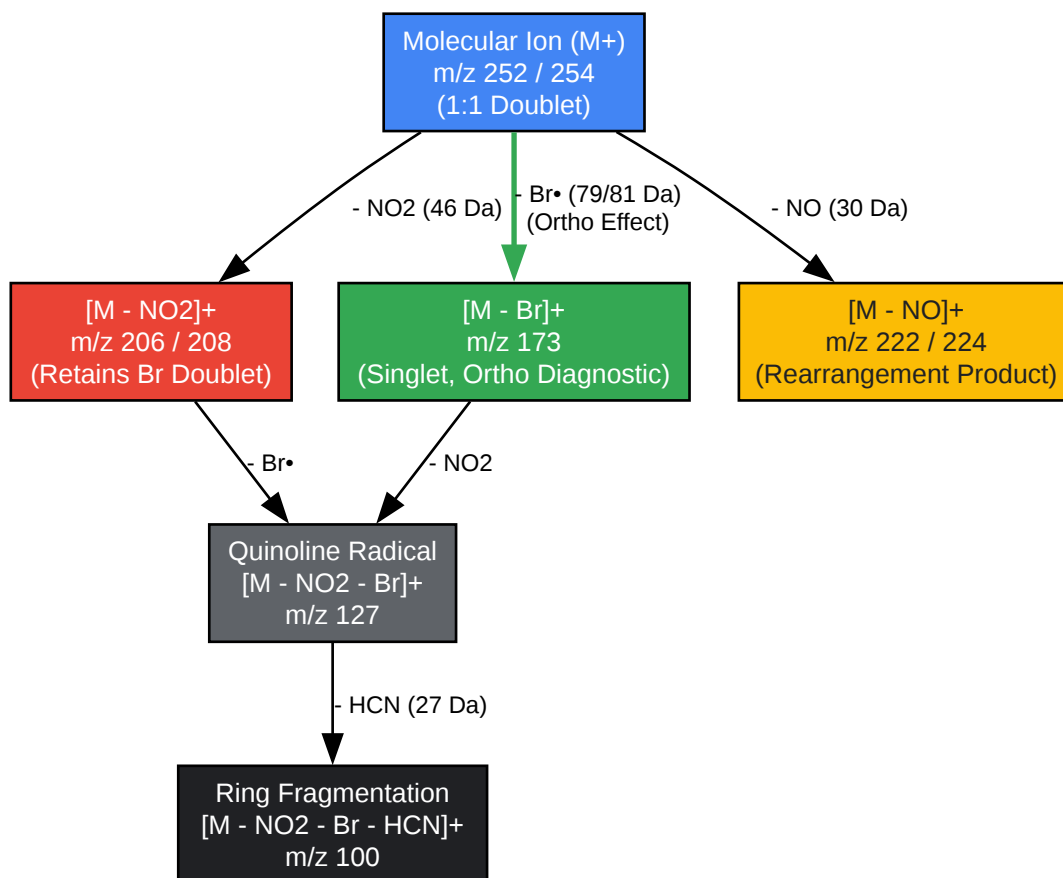 Molecular Ion (M+)
m/z 252 / 254
(1:1 Doublet)
- NO2 (46 Da)
- Br• (79/81 Da)
(Ortho Effect)
- NO (30 Da)
[M - NO2]+
m/z 206 / 208
(Retains Br Doublet)
[M - Br]+
m/z 173
(Singlet, Ortho Diagnostic)
[M - NO]+
m/z 222 / 224
(Rearrangement Product)
- Br•
- NO2
Quinoline Radical
[M - NO2 - Br]+
m/z 127
- HCN (27 Da)
Ring Fragmentation
[M - NO2 - Br - HCN]+
m/z 100